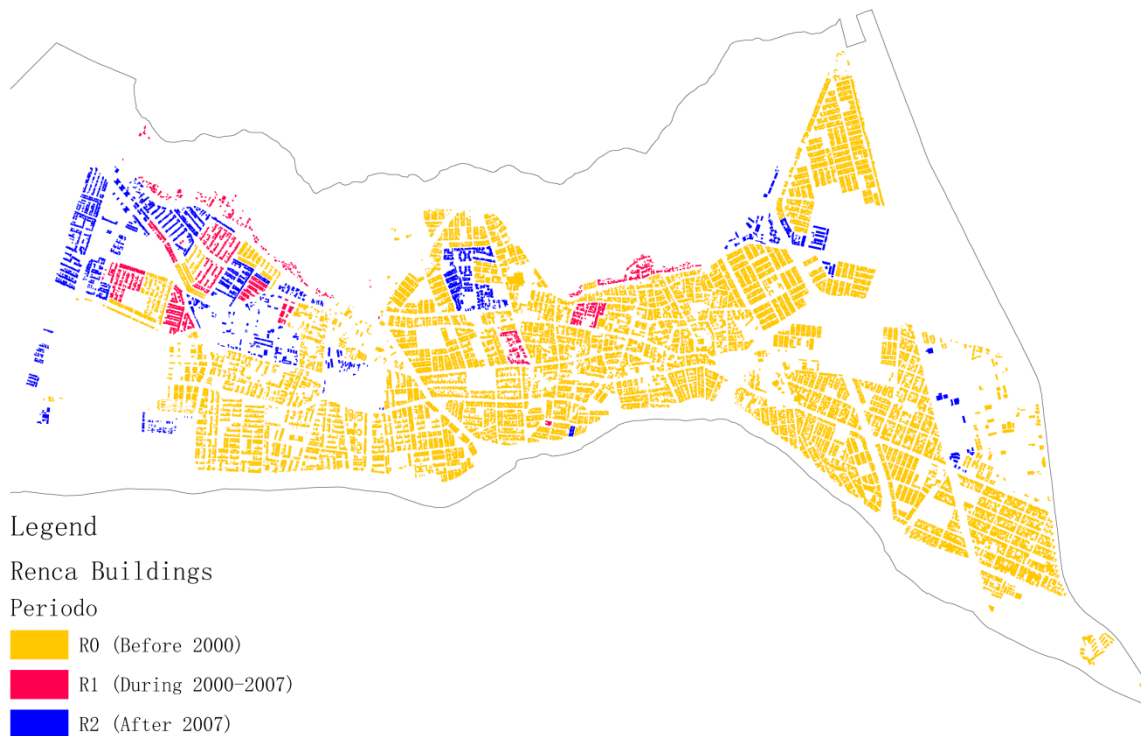 Legend
Renca Buildings
Periodo
R0 (Before 2000)
R1 (During 2000-2007)
R2 (After 2007)